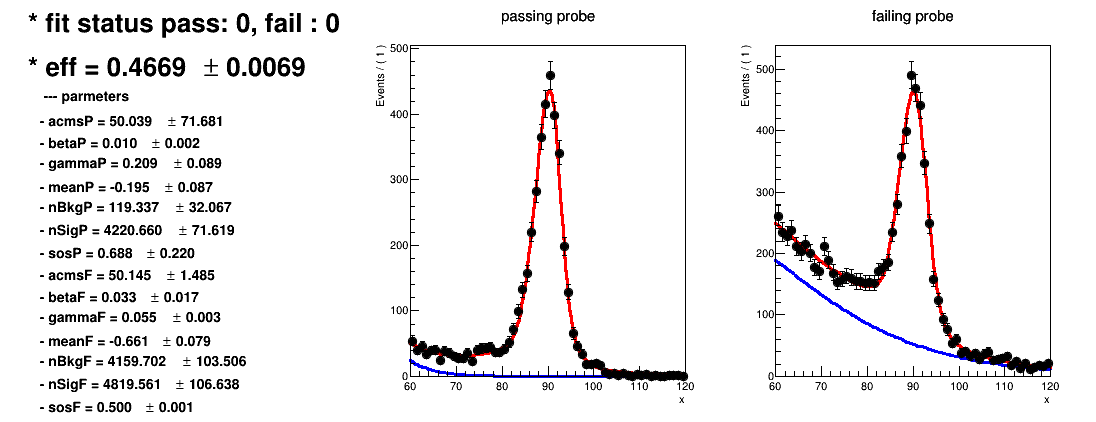 * fit status pass: 0, fail : 0
* eff = 0.4669 ± 0.0069
--- parmeters
- acmsP = 50.039 ± 71.681
- betaP = 0.010 ± 0.002
- gammaP = 0.209 ± 0.089
- meanP = -0.195 ± 0.087
- nBkgP = 119.337 ± 32.067
- nSigP = 4220.660 ± 71.619
- sosP = 0.688 ± 0.220
- acmsF = 50.145 ± 1.485
- betaF = 0.033 ± 0.017
- gammaF = 0.055 ± 0.003
- meanF = -0.661 ± 0.079
- nBkgF = 4159.702 ± 103.506
- nSigF = 4819.561 ± 106.638
- sosF = 0.500 ± 0.001
passing probe
Events / ( 1 )
500
400
300
200
100
0
60 70 80 90 100 110 120
x
failing probe
Events / ( 1 )
500
400
300
200
100
0
60 70 80 90 100 110 120
x